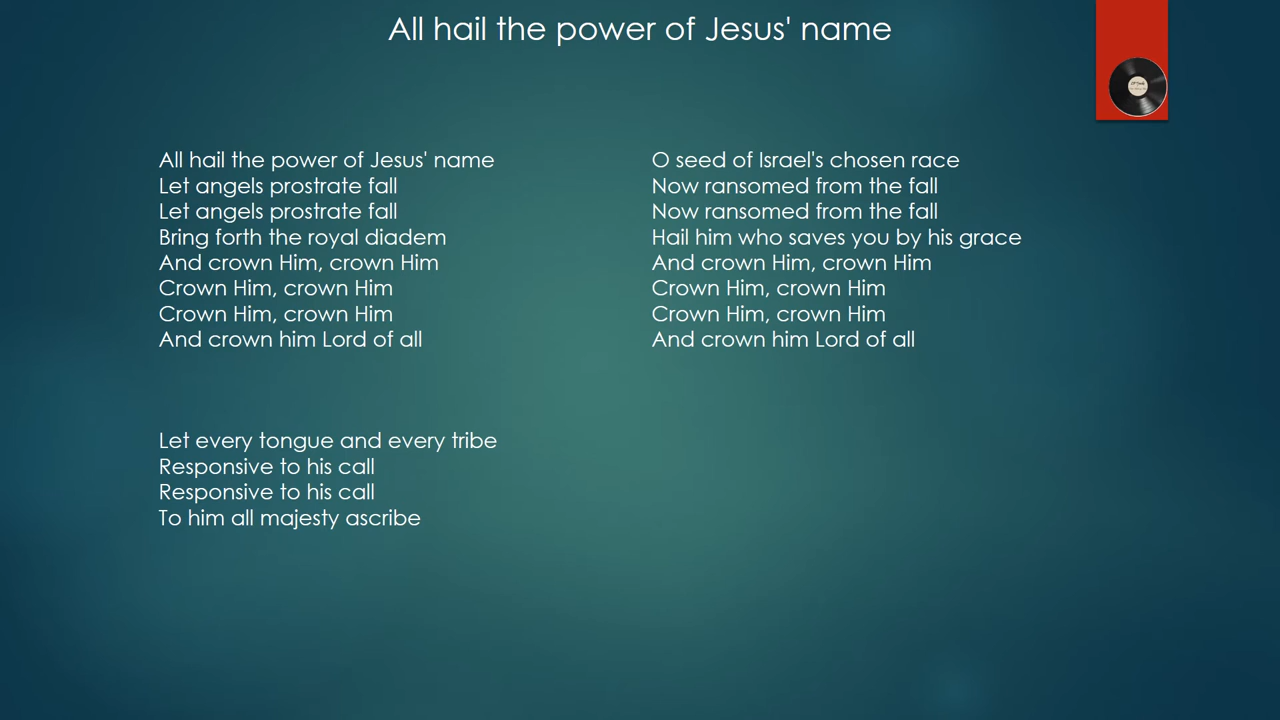 All hail the power of Jesus' name
All hail the power of Jesus' name
Let angels prostrate fall
Let angels prostrate fall
Bring forth the royal diadem
And crown Him, crown Him
Crown Him, crown Him
Crown Him, crown Him
And crown him Lord of all
O seed of Israel's chosen race
Now ransomed from the fall
Now ransomed from the fall
Hail him who saves you by his grace
And crown Him, crown Him
Crown Him, crown Him
Crown Him, crown Him
And crown him Lord of all
Let every tongue and every tribe
Responsive to his call
Responsive to his call
To him all majesty ascribe